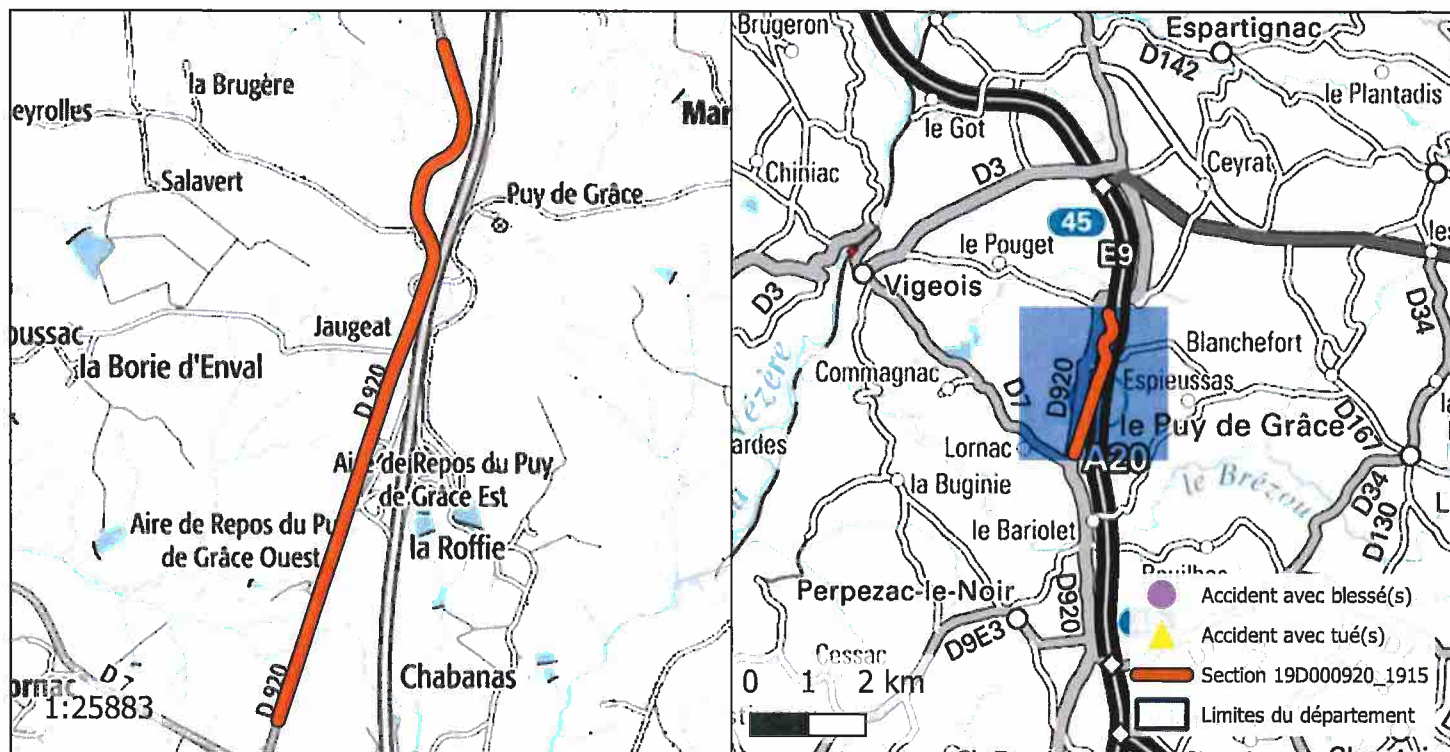 la Brugère
eyrolles
Mar
Salavert
Puy de Grâce
Jaugeat
oussac
la Borie d'Enval
D 920
Aire de Repos du Puy
de Grâce Est
Aire de Repos du Pu
de Grâce Ouest
la Roffie
Chabanas
D 920
D 7
ornac
1:25883
Brugeron
Espartignac
D142
le Plantadis
le Got
Chiniac
D3
Ceyrat
45
le Pouget
E9
les
D3
Vigeois
D34
Blanchefort
Vézère
Commagnac
D920
Espieussas
D7
le Puy de Grâce
D167
ardes
Lornac
A20
la Buginie
le Brézou
D34
D130
le Bariolet
Perpezac-le-Noir
D920
D9E3
Cessac
0 1 2 km
Accident avec blessé(s)
Accident avec tué(s)
Section 19D000920_1915
Limites du département